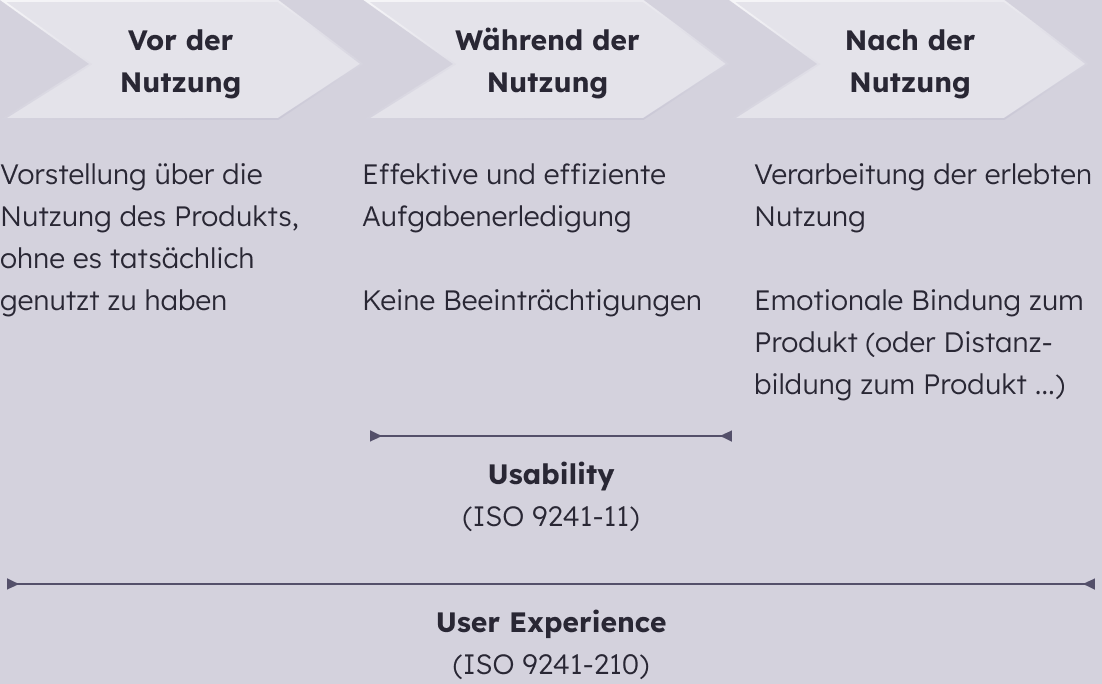 Vor der
Nutzung
Während der
Nutzung
Nach der
Nutzung
Vorstellung über die
Nutzung des Produkts,
ohne es tatsächlich
genutzt zu haben
Effektive und effiziente
Aufgabenerledigung
Keine Beeinträchtigungen
Verarbeitung der erlebten
Nutzung
Emotionale Bindung zum
Produkt (oder Distanz-
bildung zum Produkt ...)
Usability
(ISO 9241-11)
User Experience
(ISO 9241-210)